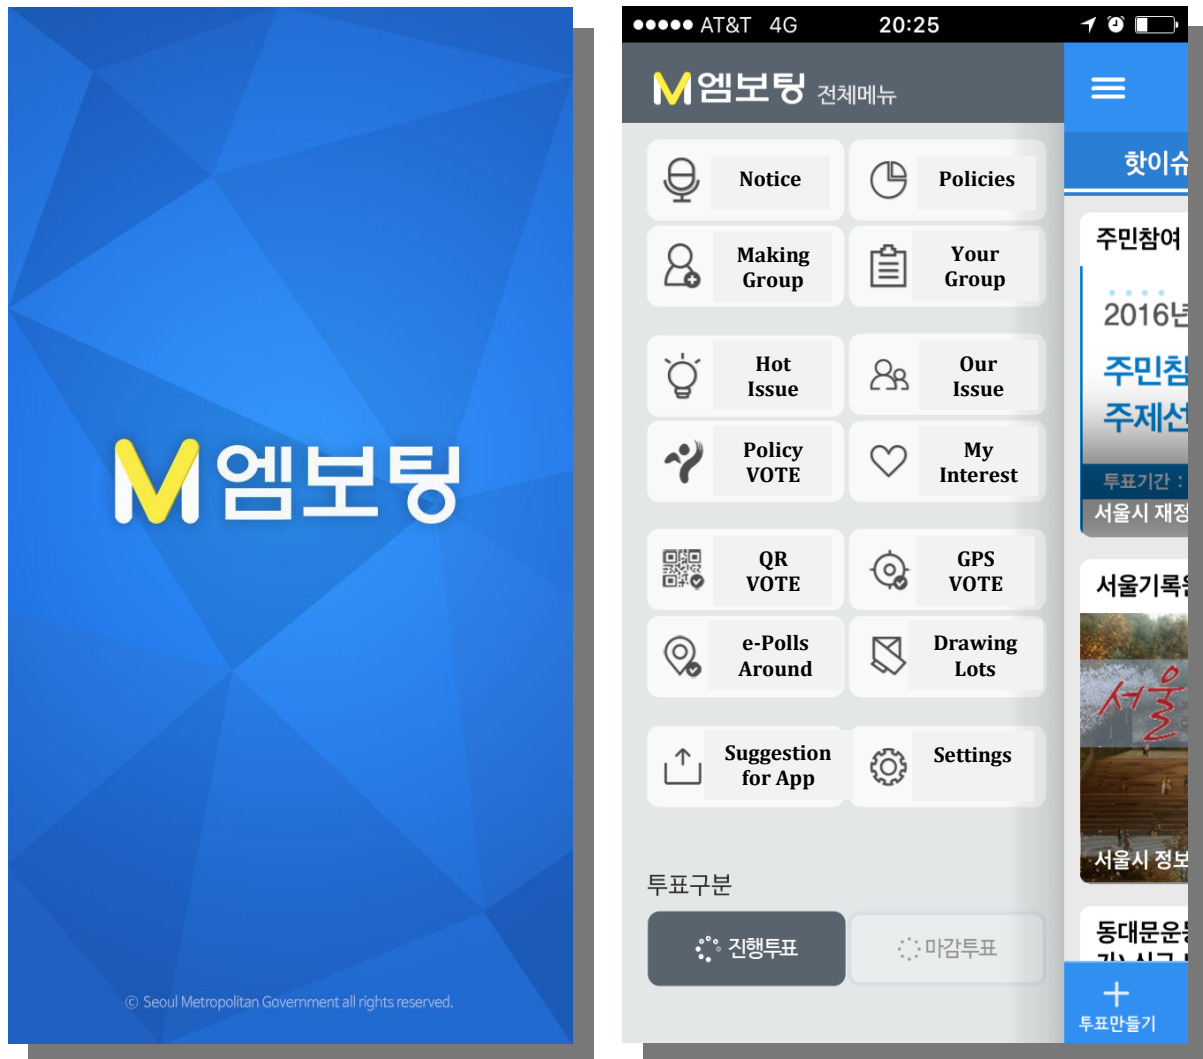 M엠보팅
© Seoul Metropolitan Government all rights reserved.
AT&T 4G 20:25
M엠보팅 전체메뉴
Notice
Policies
Making
Group
Your
Group
Hot
Issue
Our
Issue
Policy
VOTE
My
Interest
QR
VOTE
GPS
VOTE
e-Polls
Around
Drawing
Lots
Suggestion
for App
Settings
투표구분
진행투표
마감투표
핫이슈
주민참여
2016년
주민참
주제선
투표기간 :
서울시 재정
서울기록원
서울
서울시 정보
동대문운동
투표만들기